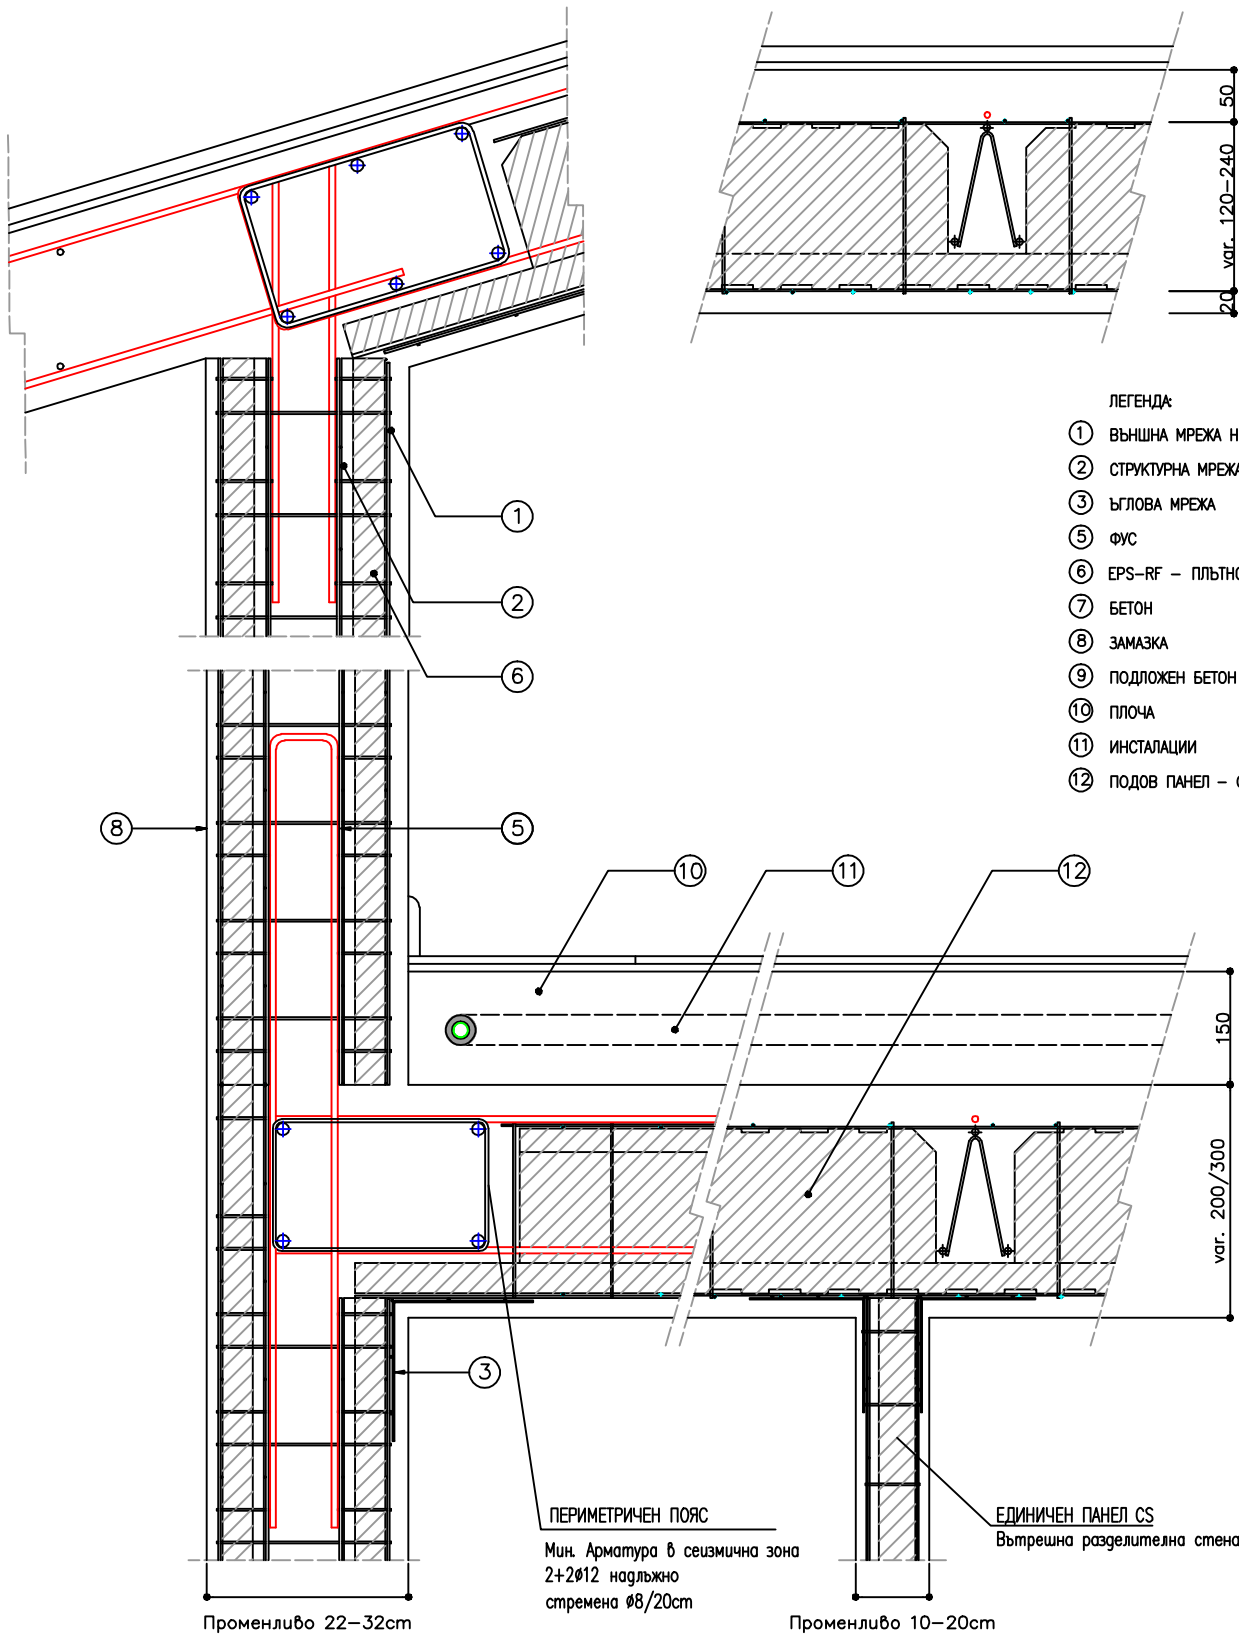 50
var. 120-240
20
ЛЕГЕНДА:
1 ВЪНШНА МРЕЖА Н
2 СТРУКТУРНА МРЕЖА
3 ЪГЛОВА МРЕЖА
5 ФУС
6 EPS-RF - ПЛЪТНО
7 БЕТОН
8 ЗАМАЗКА
9 ПОДЛОЖЕН БЕТОН
10 ПЛОЧА
11 ИНСТАЛАЦИИ
12 ПОДОВ ПАНЕЛ -
1
2
6
8
5
10
11
12
150
var. 200/300
3
ПЕРИМЕТРИЧЕН ПОЯС
Мин. Арматура в сеизмична зона
2+2ø12 надлъжно
стремена ø8/20cm
ЕДИНИЧЕН ПАНЕЛ CS
Вътрешна разделителна стена
Променливо 22-32cm
Променливо 10-20cm